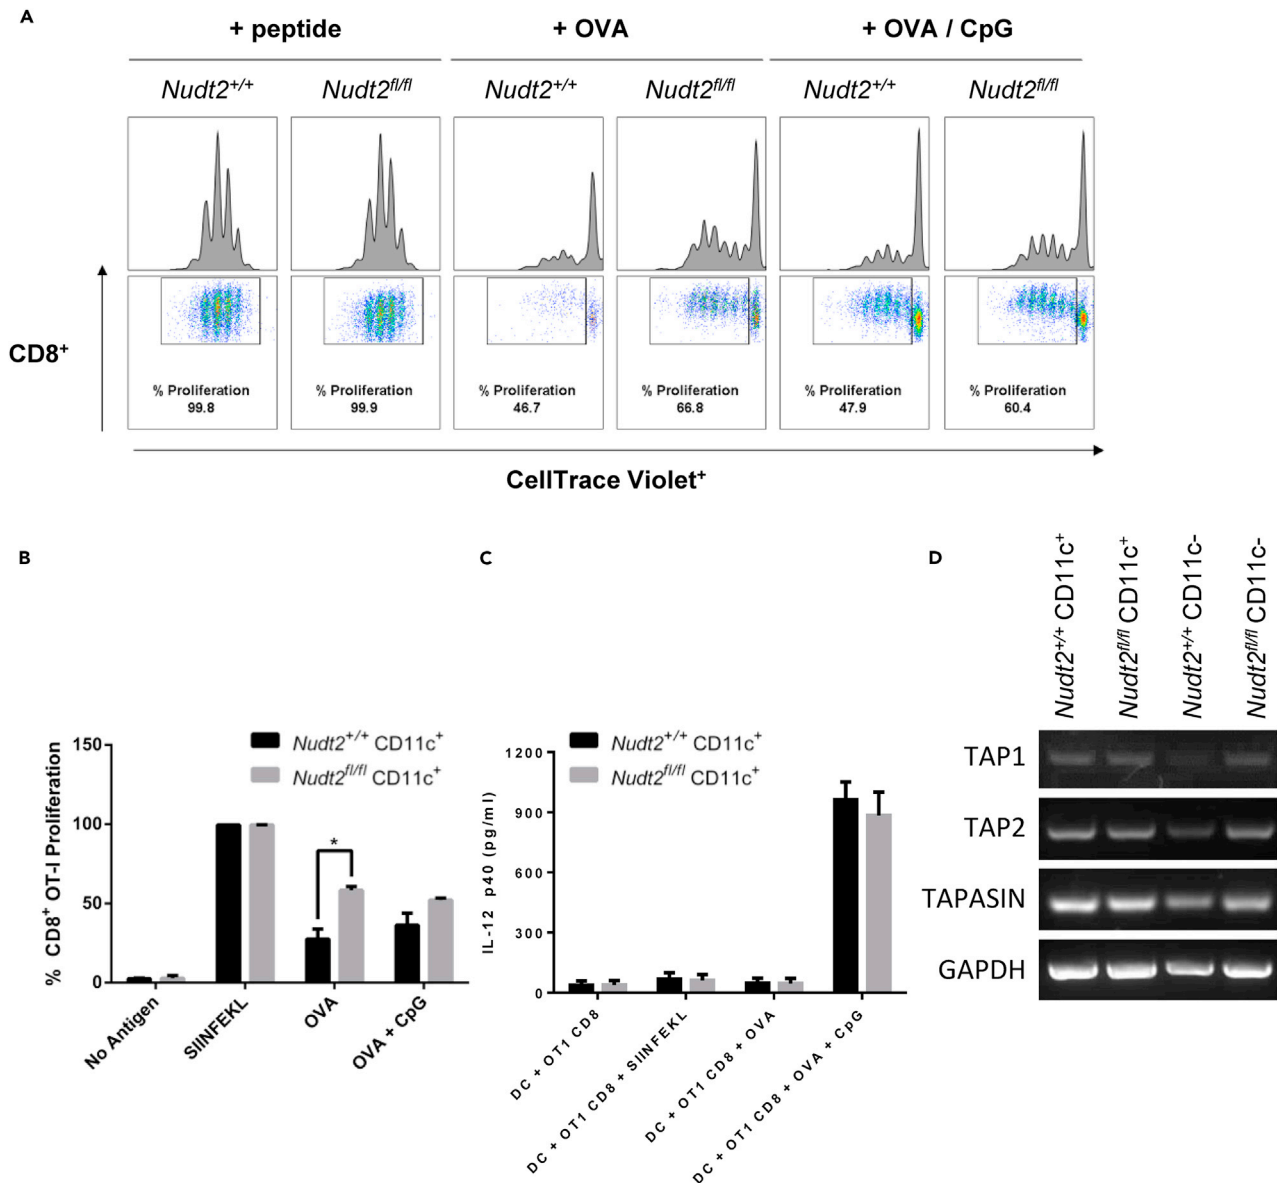 A
+ peptide
+ OVA
+ OVA / CpG
Nudt2+/+
Nudt2fl/fl
Nudt2+/+
Nudt2fl/fl
Nudt2+/+
Nudt2fl/fl
CD8+
% Proliferation
99.8
% Proliferation
99.9
% Proliferation
46.7
% Proliferation
66.8
% Proliferation
47.9
% Proliferation
60.4
CellTrace Violet+
B
% CD8+ OT-I Proliferation
150
100
50
0
Nudt2+/+ CD11c+
Nudt2fl/fl CD11c+
*
No Antigen
SIINFEKL
OVA
OVA + CpG
C
IL-12 p40 (pg/ml)
1200
900
600
300
0
Nudt2+/+ CD11c+
Nudt2fl/fl CD11c+
DC + OT1 CD8
DC + OT1 CD8 + SIINFEKL
DC + OT1 CD8 + OVA
DC + OT1 CD8 + OVA + CpG
D
Nudt2+/+ CD11c+
Nudt2fl/fl CD11c+
Nudt2+/+ CD11c-
Nudt2fl/fl CD11c-
TAP1
TAP2
TAPASIN
GAPDH